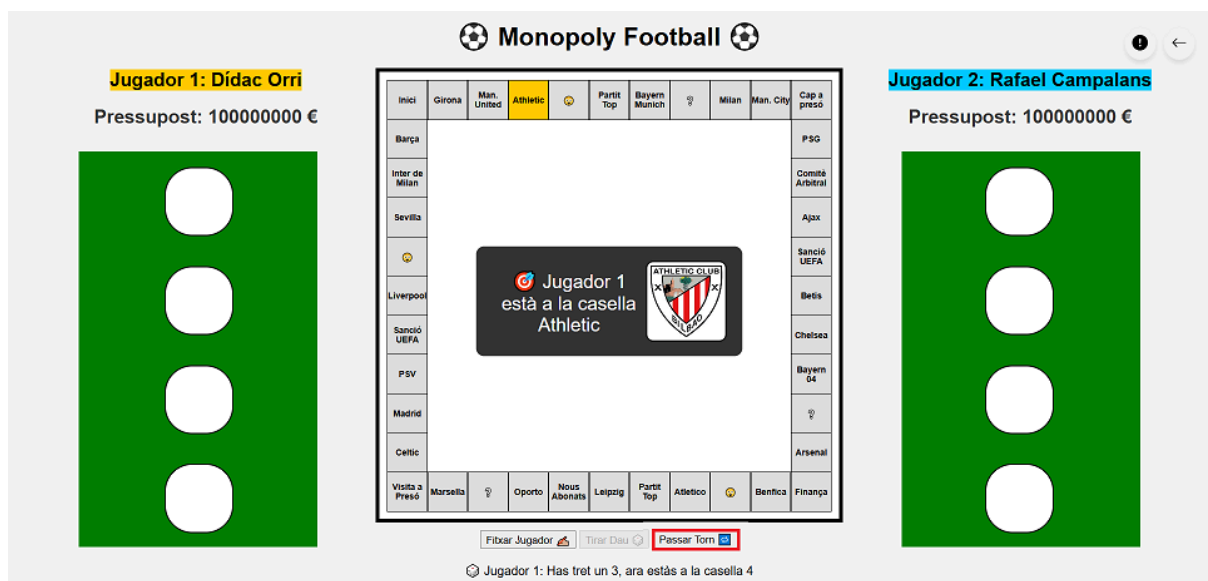 Monopoly Football
Jugador 1: Dídac Orri
Pressupost: 100000000 €
Jugador 2: Rafael Campalans
Pressupost: 100000000 €
Inici
Girona
Man.
United
Athletic
Partit
Top
Bayern
Munich
?
Milan
Man. City
Cap a
presó
Barça
PSG
Inter de
Milan
Comitè
Arbitral
Sevilla
Ajax
Sanció
UEFA
Liverpool
Betis
Sanció
UEFA
Chelsea
PSV
Bayern
04
Madrid
?
Celtic
Arsenal
Visita a
Presó
Marsella
?
Oporto
Nous
Abonats
Leipzig
Partit
Top
Atletico
Benfica
Finança
Jugador 1
està a la casella
Athletic
ATHLETIC CLUB
BILBAO
Fitxar Jugador
Tirar Dau
Passar Torn
Jugador 1: Has tret un 3, ara estàs a la casella 4